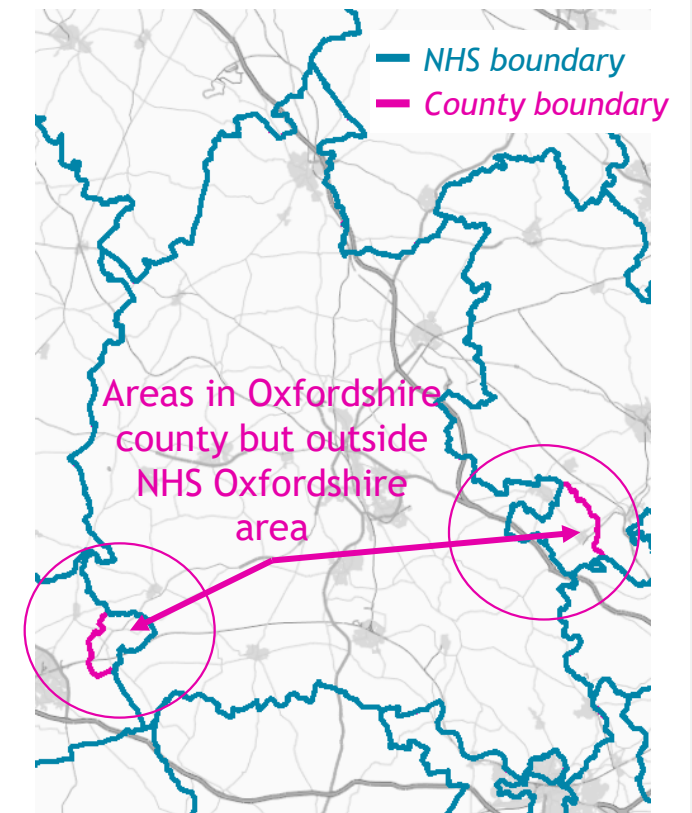 NHS boundary
County boundary
Areas in Oxfordshire
county but outside
NHS Oxfordshire
area